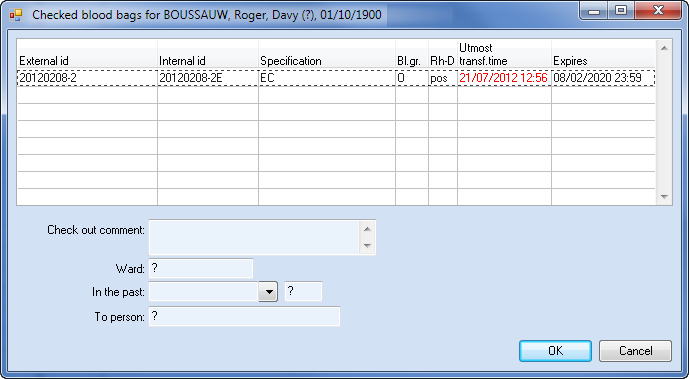 Checked blood bags for BOUSSAUW, Roger, Davy (?), 01/10/1900
External id Internal id Specification Bl.gr. Rh-D Utmost transf.time Expires
20120208-2 20120208-2E EC O pos 21/07/2012 12:56 08/02/2020 23:59
Check out comment:
Ward: ?
In the past: ?
To person: ?
OK Cancel